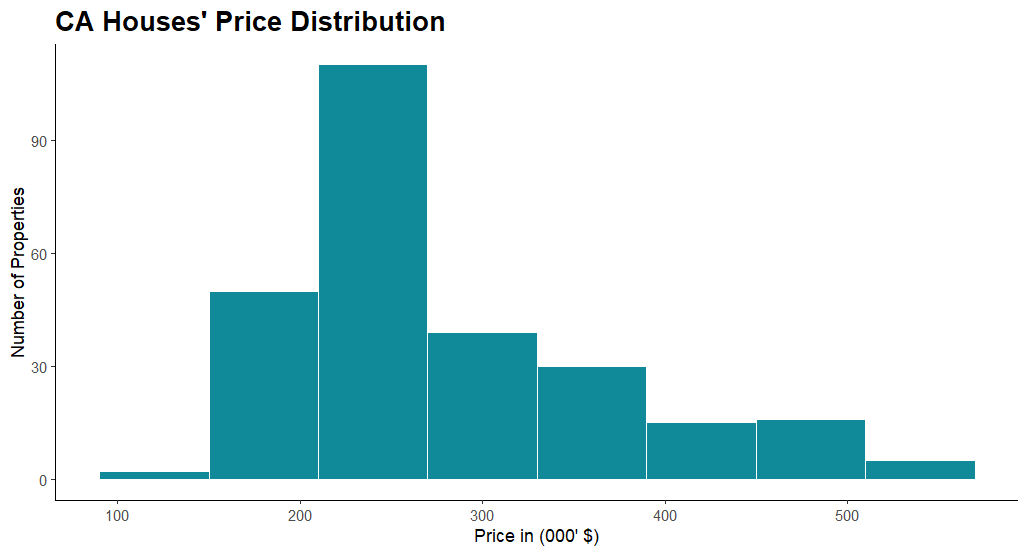 CA Houses' Price Distribution
90
60
30
0
Number of Properties
100 200 300 400 500
Price in (000' $)